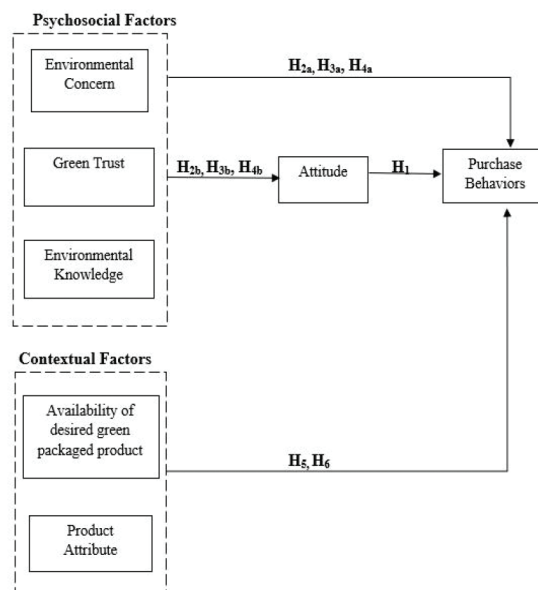 Psychosocial Factors
Environmental
Concern
H2a, H3a, H4a
Green Trust
H2b, H3b, H4b
Attitude
H1
Purchase
Behaviors
Environmental
Knowledge
Contextual Factors
Availability of
desired green
packaged product
H5, H6
Product
Attribute